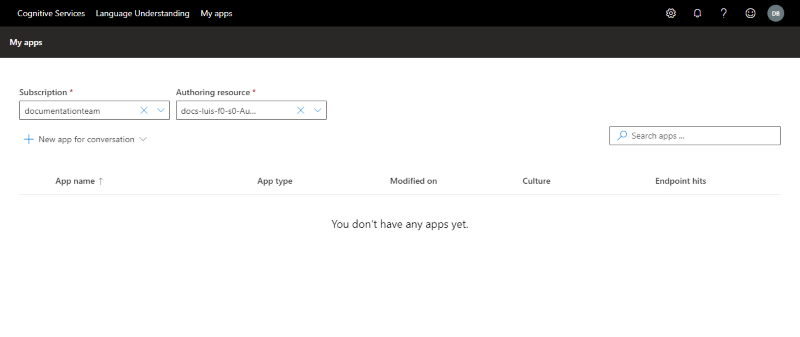 Cognitive Services Language Understanding My apps DB
My apps
Subscription * Authoring resource *
documentationteam docs-luis-f0-s0-Au...
New app for conversation Search apps ...
App name ↑ App type Modified on Culture Endpoint hits
You don't have any apps yet.